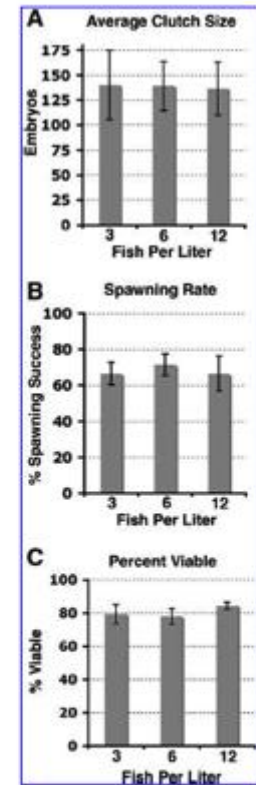 A Average Clutch Size
175
150
125
100
75
50
25
0
Embryos
3 6 12
Fish Per Liter
B Spawning Rate
100
80
60
40
20
0
% Spawning Success
3 6 12
Fish Per Liter
C Percent Viable
100
80
60
40
20
0
% Viable
3 6 12
Fish Per Liter